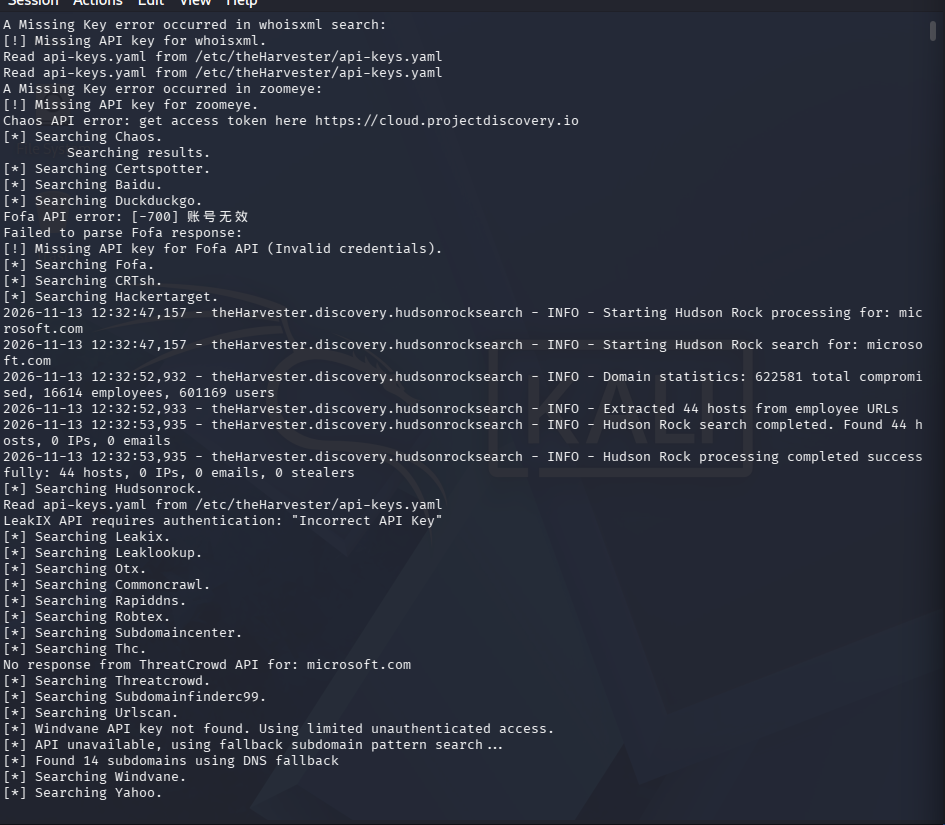 Session Actions Edit View Help
A Missing Key error occurred in whoisxml search:
[!] Missing API key for whoisxml.
Read api-keys.yaml from /etc/theHarvester/api-keys.yaml
Read api-keys.yaml from /etc/theHarvester/api-keys.yaml
A Missing Key error occurred in zoomeye:
[!] Missing API key for zoomeye.
Chaos API error: get access token here https://cloud.projectdiscovery.io
[*] Searching Chaos.
Searching results.
[*] Searching Certspotter.
[*] Searching Baidu.
[*] Searching Duckduckgo.
Fofa API error: [-700] 账号无效
Failed to parse Fofa response:
[!] Missing API key for Fofa API (Invalid credentials).
[*] Searching Fofa.
[*] Searching CRTsh.
[*] Searching Hackertarget.
2026-11-13 12:32:47,157 - theHarvester.discovery.hudsonrocksearch - INFO - Starting Hudson Rock processing for: mic
rosoft.com
2026-11-13 12:32:47,157 - theHarvester.discovery.hudsonrocksearch - INFO - Starting Hudson Rock search for: microso
ft.com
2026-11-13 12:32:52,932 - theHarvester.discovery.hudsonrocksearch - INFO - Domain statistics: 622581 total compromi
sed, 16614 employees, 601169 users
2026-11-13 12:32:52,933 - theHarvester.discovery.hudsonrocksearch - INFO - Extracted 44 hosts from employee URLs
2026-11-13 12:32:53,935 - theHarvester.discovery.hudsonrocksearch - INFO - Hudson Rock search completed. Found 44 h
osts, 0 IPs, 0 emails
2026-11-13 12:32:53,935 - theHarvester.discovery.hudsonrocksearch - INFO - Hudson Rock processing completed success
fully: 44 hosts, 0 IPs, 0 emails, 0 stealers
[*] Searching Hudsonrock.
Read api-keys.yaml from /etc/theHarvester/api-keys.yaml
LeakIX API requires authentication: "Incorrect API Key"
[*] Searching Leakix.
[*] Searching Leaklookup.
[*] Searching Otx.
[*] Searching Commoncrawl.
[*] Searching Rapiddns.
[*] Searching Robtex.
[*] Searching Subdomaincenter.
[*] Searching Thc.
No response from ThreatCrowd API for: microsoft.com
[*] Searching Threatcrowd.
[*] Searching Subdomainfinderc99.
[*] Searching Urlscan.
[*] Windvane API key not found. Using limited unauthenticated access.
[*] API unavailable, using fallback subdomain pattern search...
[*] Found 14 subdomains using DNS fallback
[*] Searching Windvane.
[*] Searching Yahoo.
KALI